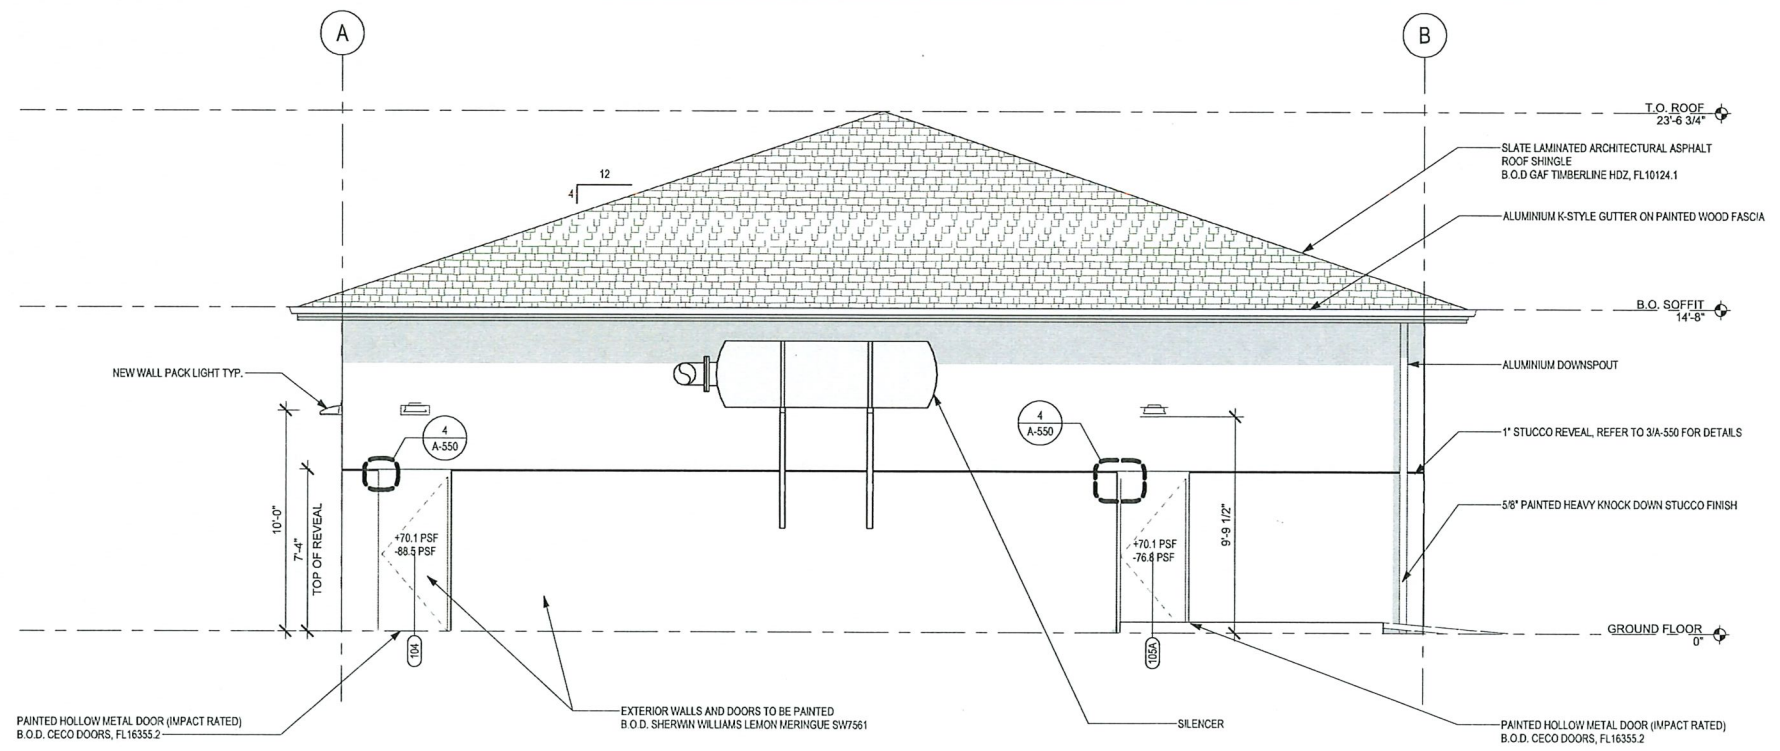 A
B
T.O. ROOF
23'-6 3/4"
SLATE LAMINATED ARCHITECTURAL ASPHALT
ROOF SHINGLE
B.O.D GAF TIMBERLINE HDZ, FL10124.1
12
4
ALUMINIUM K-STYLE GUTTER ON PAINTED WOOD FASCIA
B.O. SOFFIT
14'-8"
NEW WALL PACK LIGHT TYP.
ALUMINIUM DOWNSPOUT
4
A-550
4
A-550
1" STUCCO REVEAL, REFER TO 3/A-550 FOR DETAILS
10'-0"
7'-4"
TOP OF REVEAL
+70.1 PSF
-88.5 PSF
+70.1 PSF
-76.8 PSF
9'-9 1/2"
5/8" PAINTED HEAVY KNOCK DOWN STUCCO FINISH
GROUND FLOOR
0"
104
105A
PAINTED HOLLOW METAL DOOR (IMPACT RATED)
B.O.D. CECO DOORS, FL16355.2
EXTERIOR WALLS AND DOORS TO BE PAINTED
B.O.D. SHERWIN WILLIAMS LEMON MERINGUE SW7561
SILENCER
PAINTED HOLLOW METAL DOOR (IMPACT RATED)
B.O.D. CECO DOORS, FL16355.2